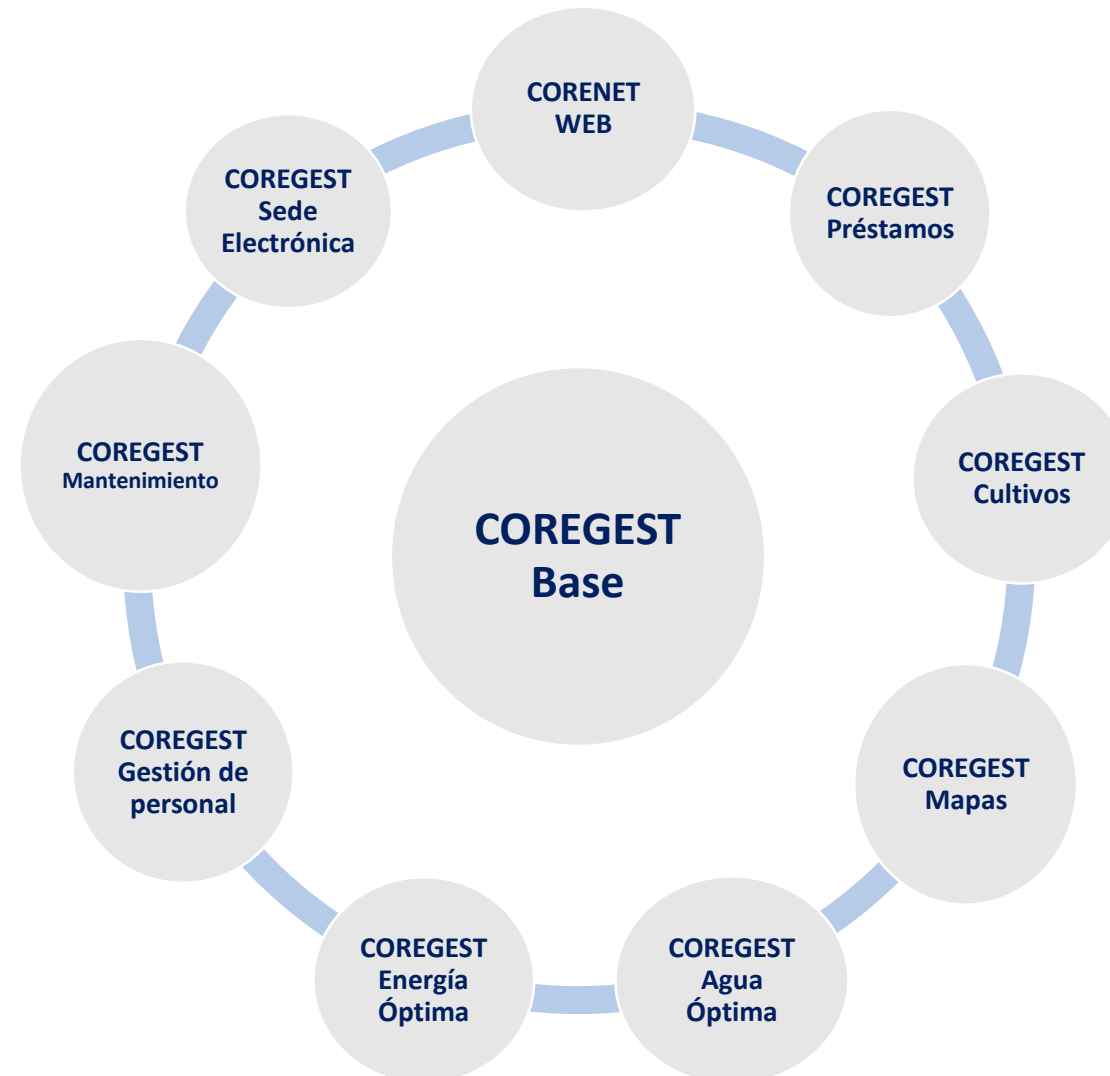 CORENET
WEB
COREGEST
Préstamos
COREGEST
Cultivos
COREGEST
Mapas
COREGEST
Agua
Óptima
COREGEST
Energía
Óptima
COREGEST
Gestión de
personal
COREGEST
Mantenimiento
COREGEST
Sede
Electrónica
COREGEST
Base